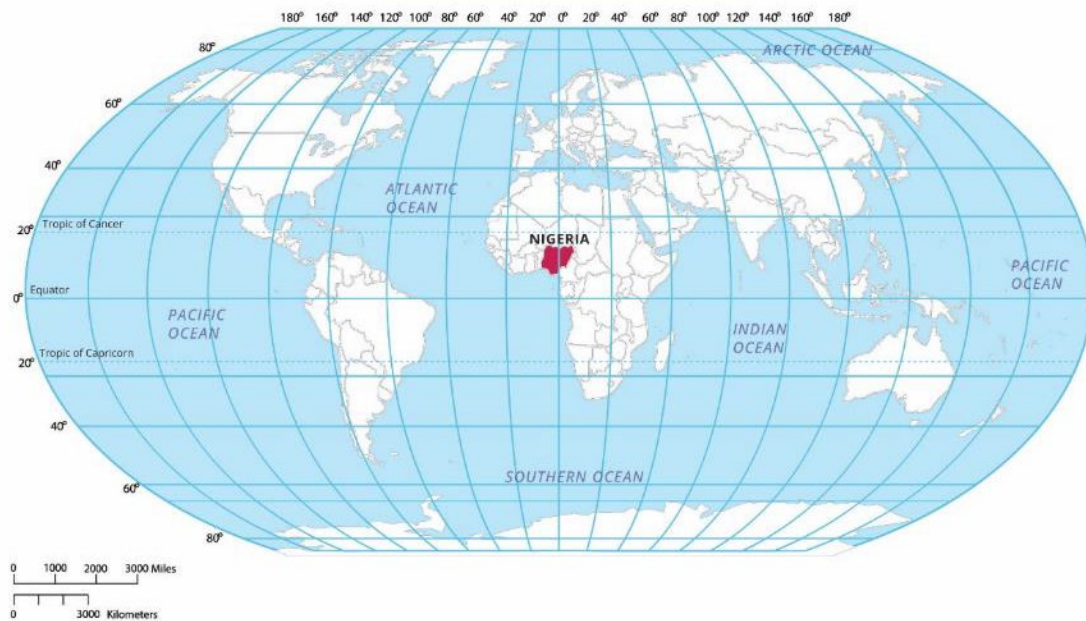 180° 160° 140° 120° 100° 80° 60° 40° 20° 0° 20° 40° 60° 80° 100° 120° 140° 160° 180°
80°
ARCTIC OCEAN
60°
40°
ATLANTIC
OCEAN
Tropic of Cancer
20°
NIGERIA
PACIFIC
OCEAN
Equator
0°
PACIFIC
OCEAN
INDIAN
OCEAN
Tropic of Capricorn
20°
40°
SOUTHERN OCEAN
60°
80°
0 1000 2000 3000 Miles
0 3000 Kilometers